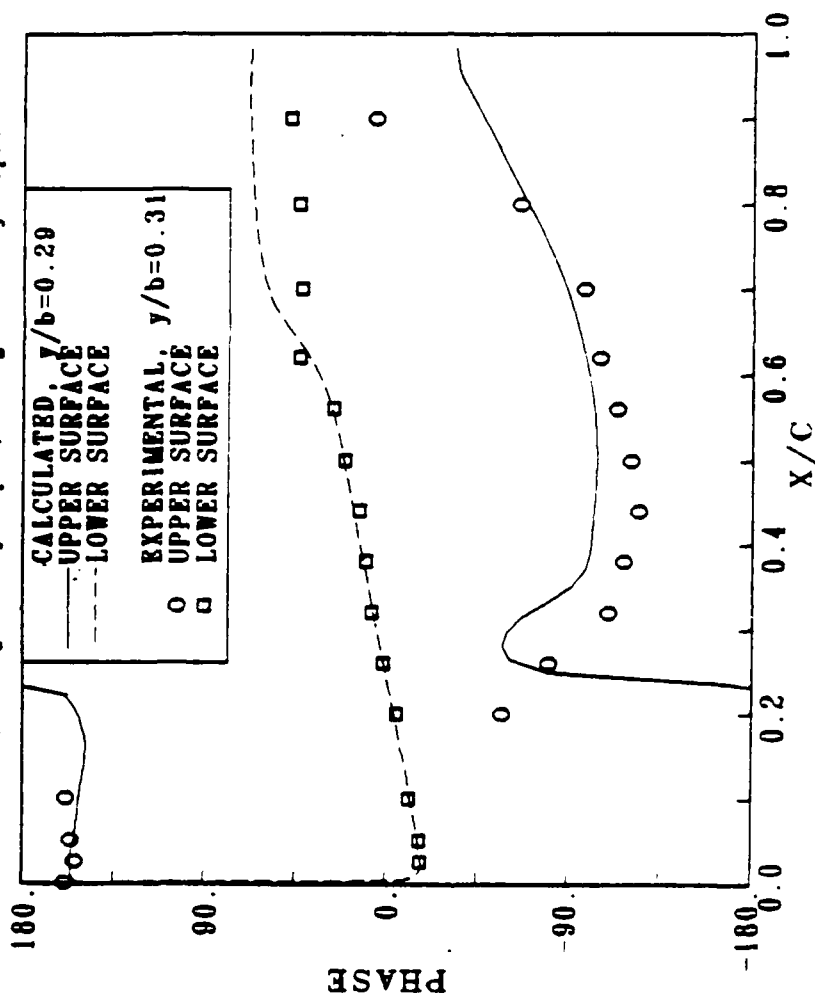 180.
90.
0.
-90.
-180.
PHASE
CALCULATED, y/b=0.29
UPPER SURFACE
LOWER SURFACE
EXPERIMENTAL, y/b=0.31
UPPER SURFACE
LOWER SURFACE
0.0
0.2
0.4
0.6
0.8
1.0
X/C